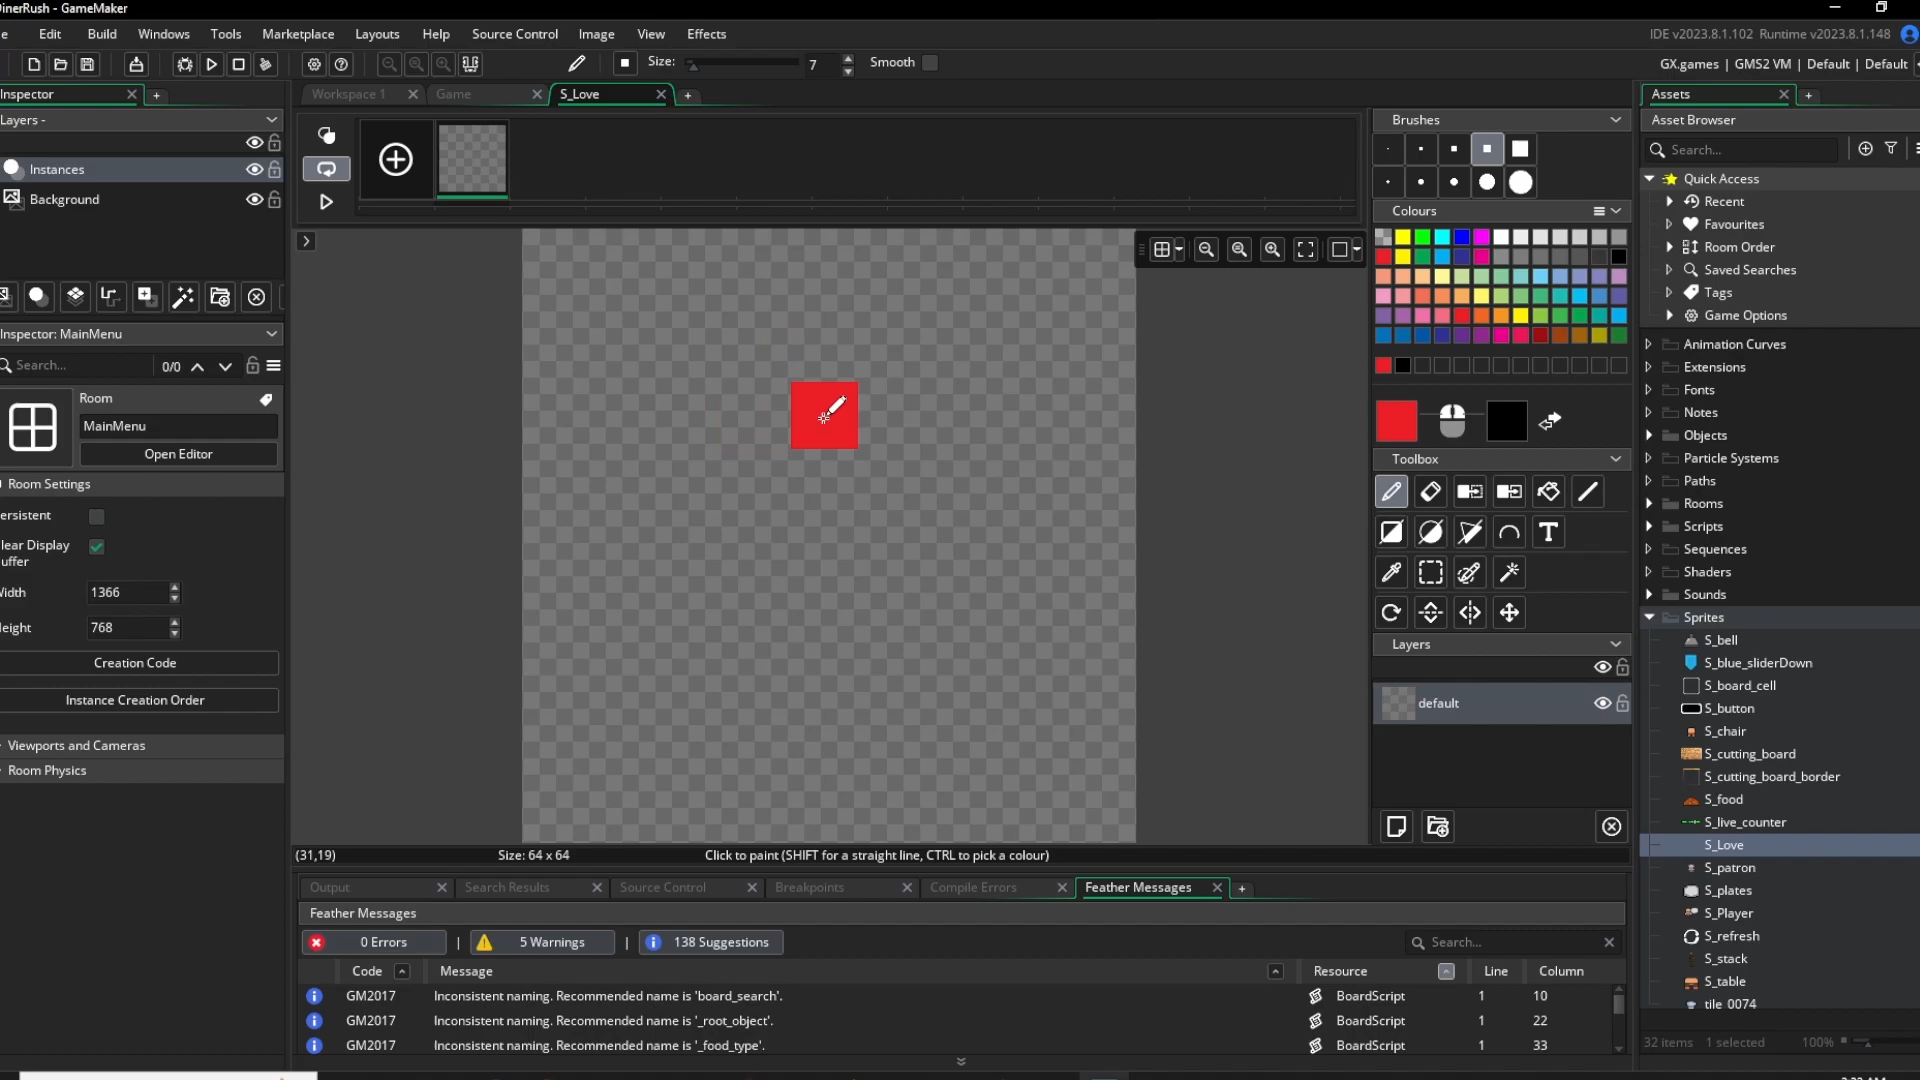 DinerRush - GameMaker
e Edit Build Windows Tools Marketplace Layouts Help Source Control Image View Effects
IDE v2023.8.1.102 Runtime v2023.8.1.148
Size: 7 Smooth
GX.games | GMS2 VM | Default | Default
Inspector
Workspace 1 Game S_Love
Layers -
Instances
Background
Inspector: MainMenu
Search... 0/0
Room
MainMenu
Open Editor
Room Settings
ersistent
lear Display
uffer
Width 1366
eight 768
Creation Code
Instance Creation Order
Viewports and Cameras
Room Physics
(31,19) Size: 64 x 64 Click to paint (SHIFT for a straight line, CTRL to pick a colour)
Brushes
Colours
Toolbox
T
Layers
default
Output Search Results Source Control Breakpoints Compile Errors Feather Messages
Feather Messages
0 Errors | 5 Warnings | 138 Suggestions
Search...
Code Message Resource Line Column
GM2017 Inconsistent naming. Recommended name is 'board_search'. BoardScript 1 10
GM2017 Inconsistent naming. Recommended name is '_root_object'. BoardScript 1 22
GM2017 Inconsistent naming. Recommended name is '_food_type'. BoardScript 1 33
Assets
Asset Browser
Search...
Quick Access
Recent
Favourites
Room Order
Saved Searches
Tags
Game Options
Animation Curves
Extensions
Fonts
Notes
Objects
Particle Systems
Paths
Rooms
Scripts
Sequences
Shaders
Sounds
Sprites
S_bell
S_blue_sliderDown
S_board_cell
S_button
S_chair
S_cutting_board
S_cutting_board_border
S_food
S_live_counter
S_Love
S_patron
S_plates
S_Player
S_refresh
S_stack
S_table
tile_0074
32 items 1 selected 100%